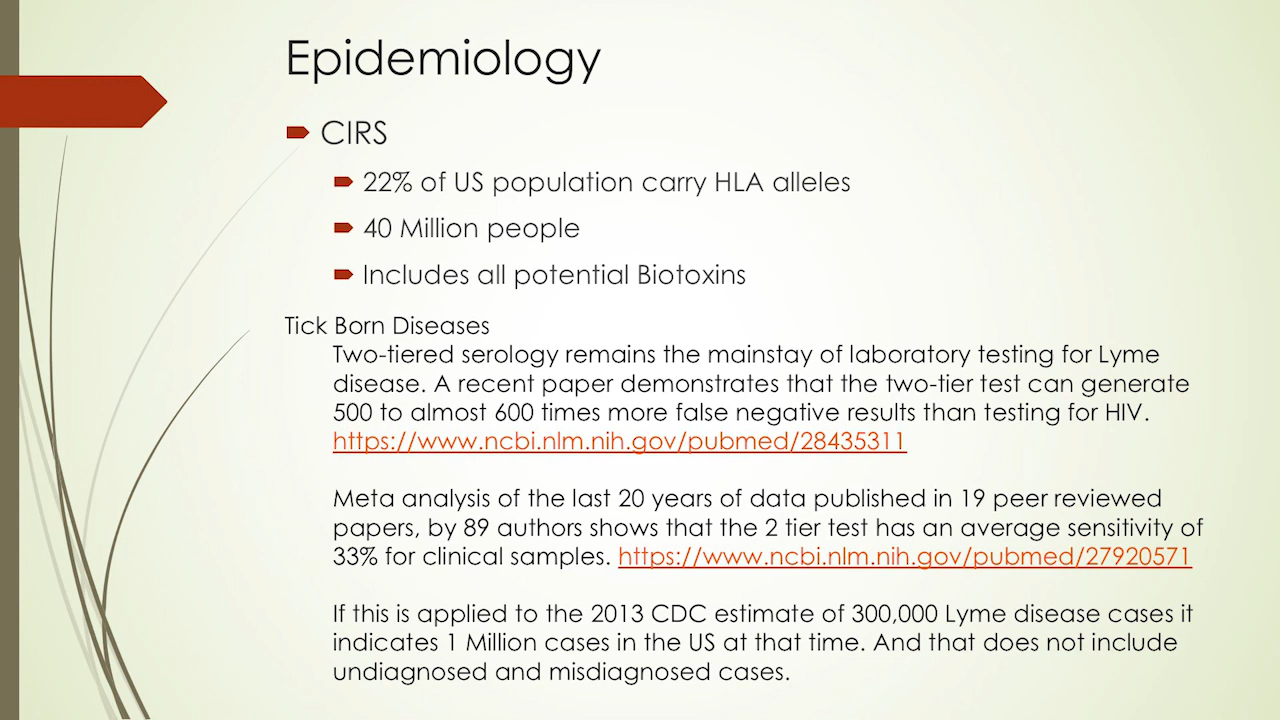 Epidemiology
CIRS
22% of US population carry HLA alleles
40 Million people
Includes all potential Biotoxins
Tick Born Diseases
Two-tiered serology remains the mainstay of laboratory testing for Lyme
disease. A recent paper demonstrates that the two-tier test can generate
500 to almost 600 times more false negative results than testing for HIV.
https://www.ncbi.nlm.nih.gov/pubmed/28435311
Meta analysis of the last 20 years of data published in 19 peer reviewed
papers, by 89 authors shows that the 2 tier test has an average sensitivity of
33% for clinical samples. https://www.ncbi.nlm.nih.gov/pubmed/27920571
If this is applied to the 2013 CDC estimate of 300,000 Lyme disease cases it
indicates 1 Million cases in the US at that time. And that does not include
undiagnosed and misdiagnosed cases.